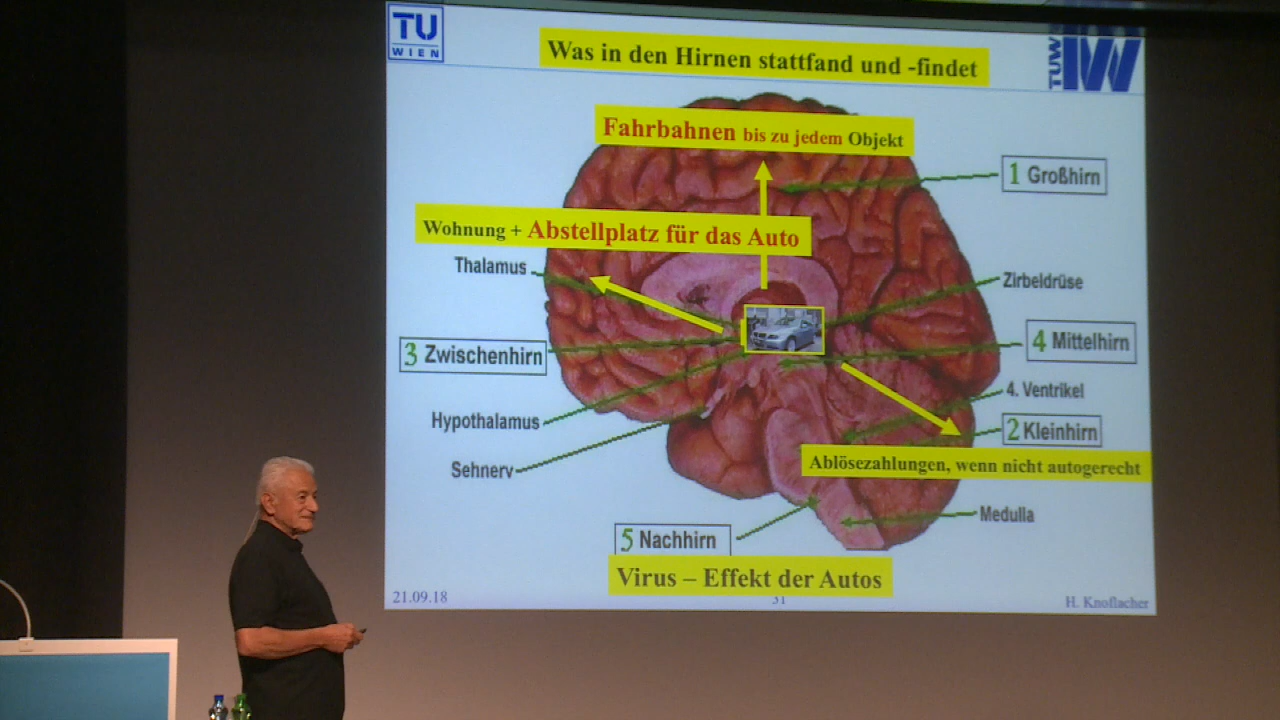 TU
WIEN
TUW
IVV
Was in den Hirnen stattfand und -findet
Fahrbahnen bis zu jedem Objekt
1 Großhirn
Wohnung + Abstellplatz für das Auto
Thalamus
Zirbeldrüse
3 Zwischenhirn
4 Mittelhirn
4. Ventrikel
Hypothalamus
2 Kleinhirn
Sehnerv
Ablösezahlungen, wenn nicht autogerecht
Medulla
5 Nachhirn
Virus – Effekt der Autos
21.09.18
31
H. Knoflacher